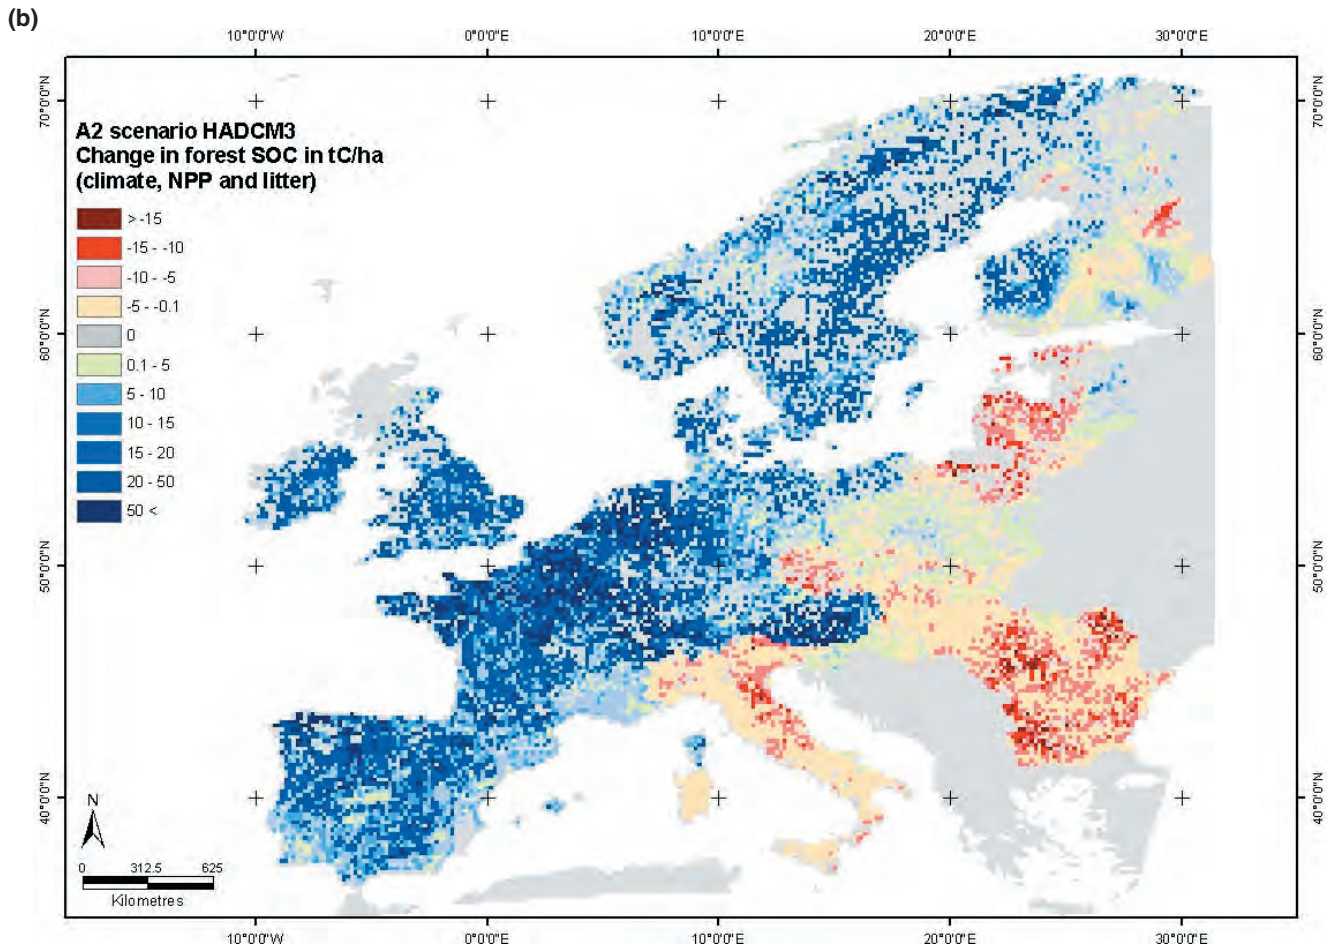 (b)
10°0'0"W 0°0'0"E 10°0'0"E 20°0'0"E 30°0'0"E
70°0'0"N 70°0'0"N
A2 scenario HADCM3
Change in forest SOC in tC/ha
(climate, NPP and litter)
> -15
-15 - -10
-10 - -5
-5 - -0.1
0
0.1 - 5
5 - 10
10 - 15
15 - 20
20 - 50
50 <
60°0'0"N 60°0'0"N
50°0'0"N 50°0'0"N
40°0'0"N 40°0'0"N
N
0 312.5 625
Kilometres
10°0'0"W 0°0'0"E 10°0'0"E 20°0'0"E 30°0'0"E